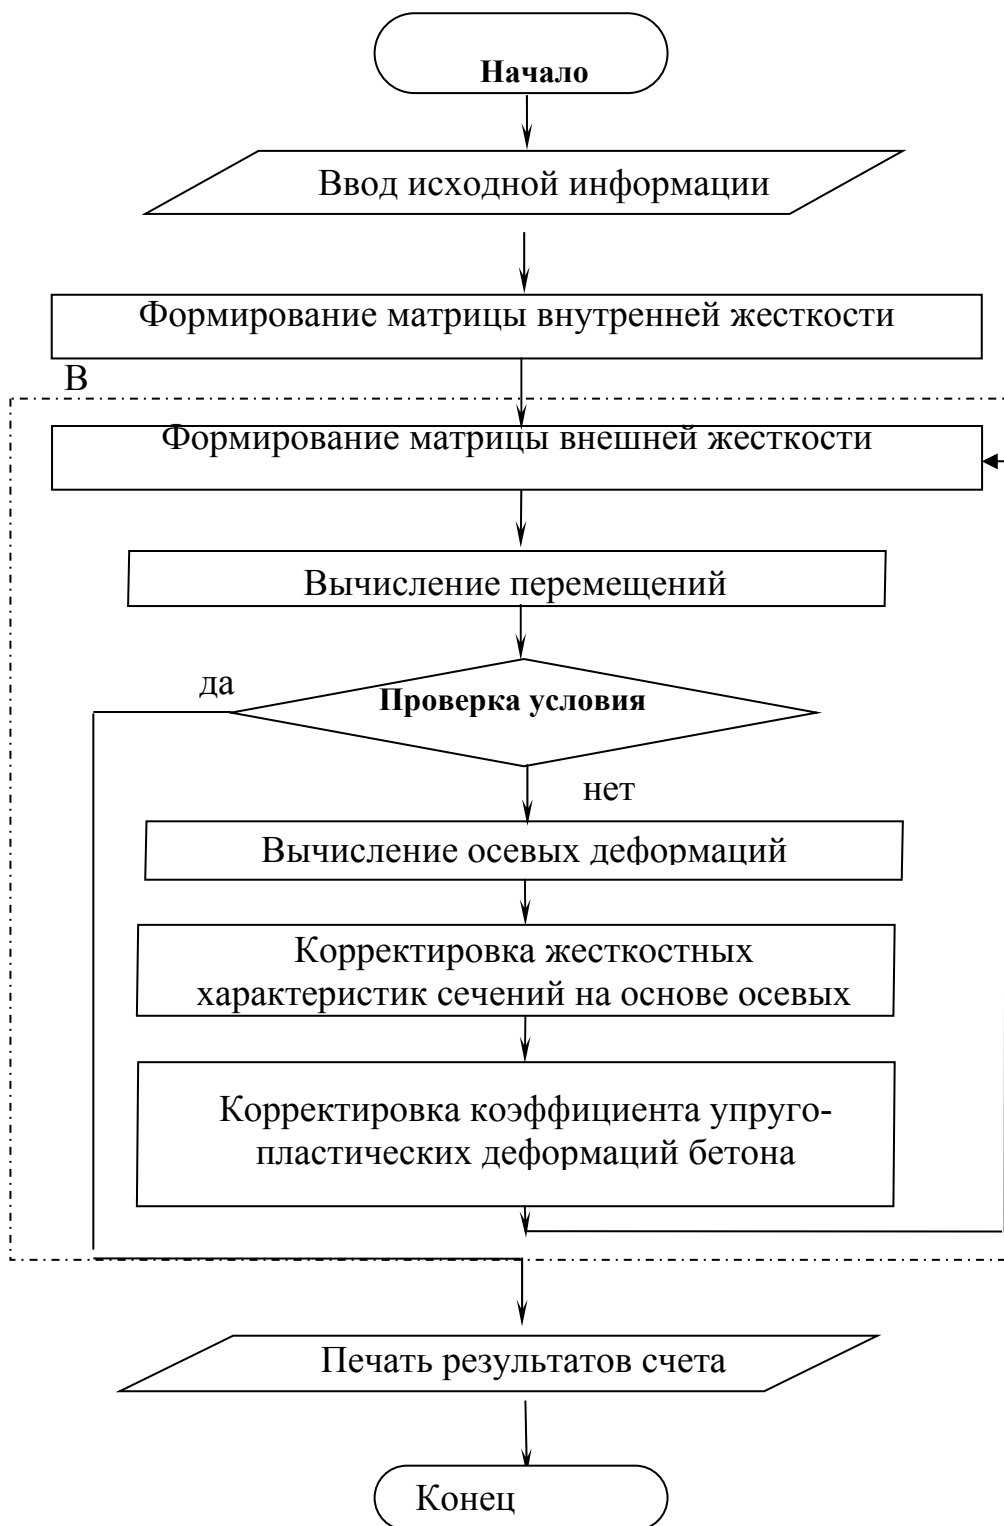 Начало
Ввод исходной информации
Формирование матрицы внутренней жесткости
В
Формирование матрицы внешней жесткости
Вычисление перемещений
да
Проверка условия
нет
Вычисление осевых деформаций
Корректировка жесткостных
характеристик сечений на основе осевых
Корректировка коэффициента упруго-
пластических деформаций бетона
Печать результатов счета
Конец